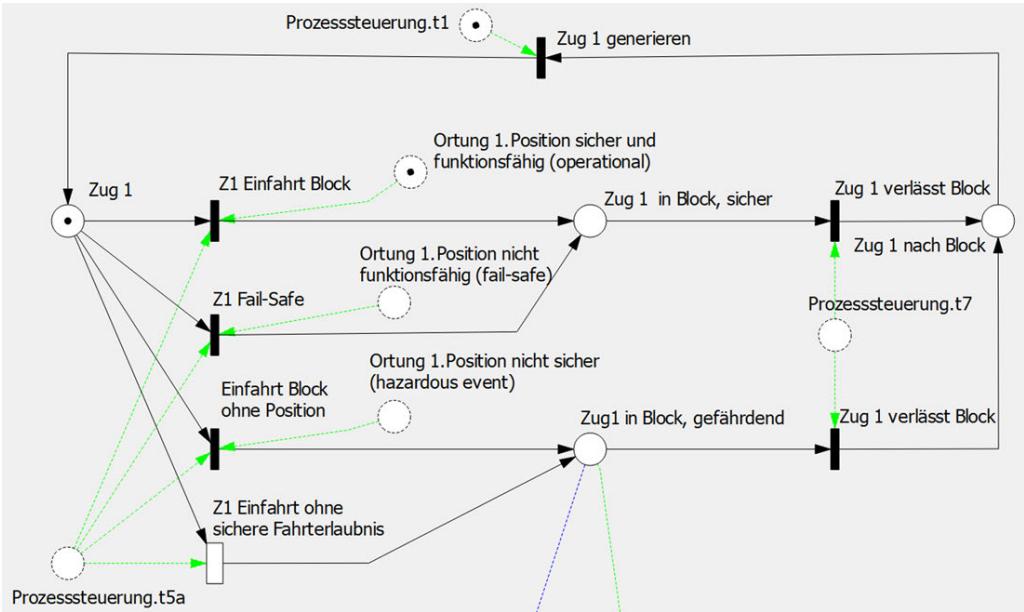 Prozesssteuerung.t1
Zug 1 generieren
Ortung 1.Position sicher und
funktionsfähig (operational)
Zug 1
Z1 Einfahrt Block
Zug 1  in Block, sicher
Zug 1 verlässt Block
Zug 1 nach Block
Ortung 1.Position nicht
funktionsfähig (fail-safe)
Z1 Fail-Safe
Prozesssteuerung.t7
Ortung 1.Position nicht sicher
(hazardous event)
Einfahrt Block
ohne Position
Zug1 in Block, gefährdend
Zug 1 verlässt Block
Z1 Einfahrt ohne
sichere Fahrterlaubnis
Prozesssteuerung.t5a